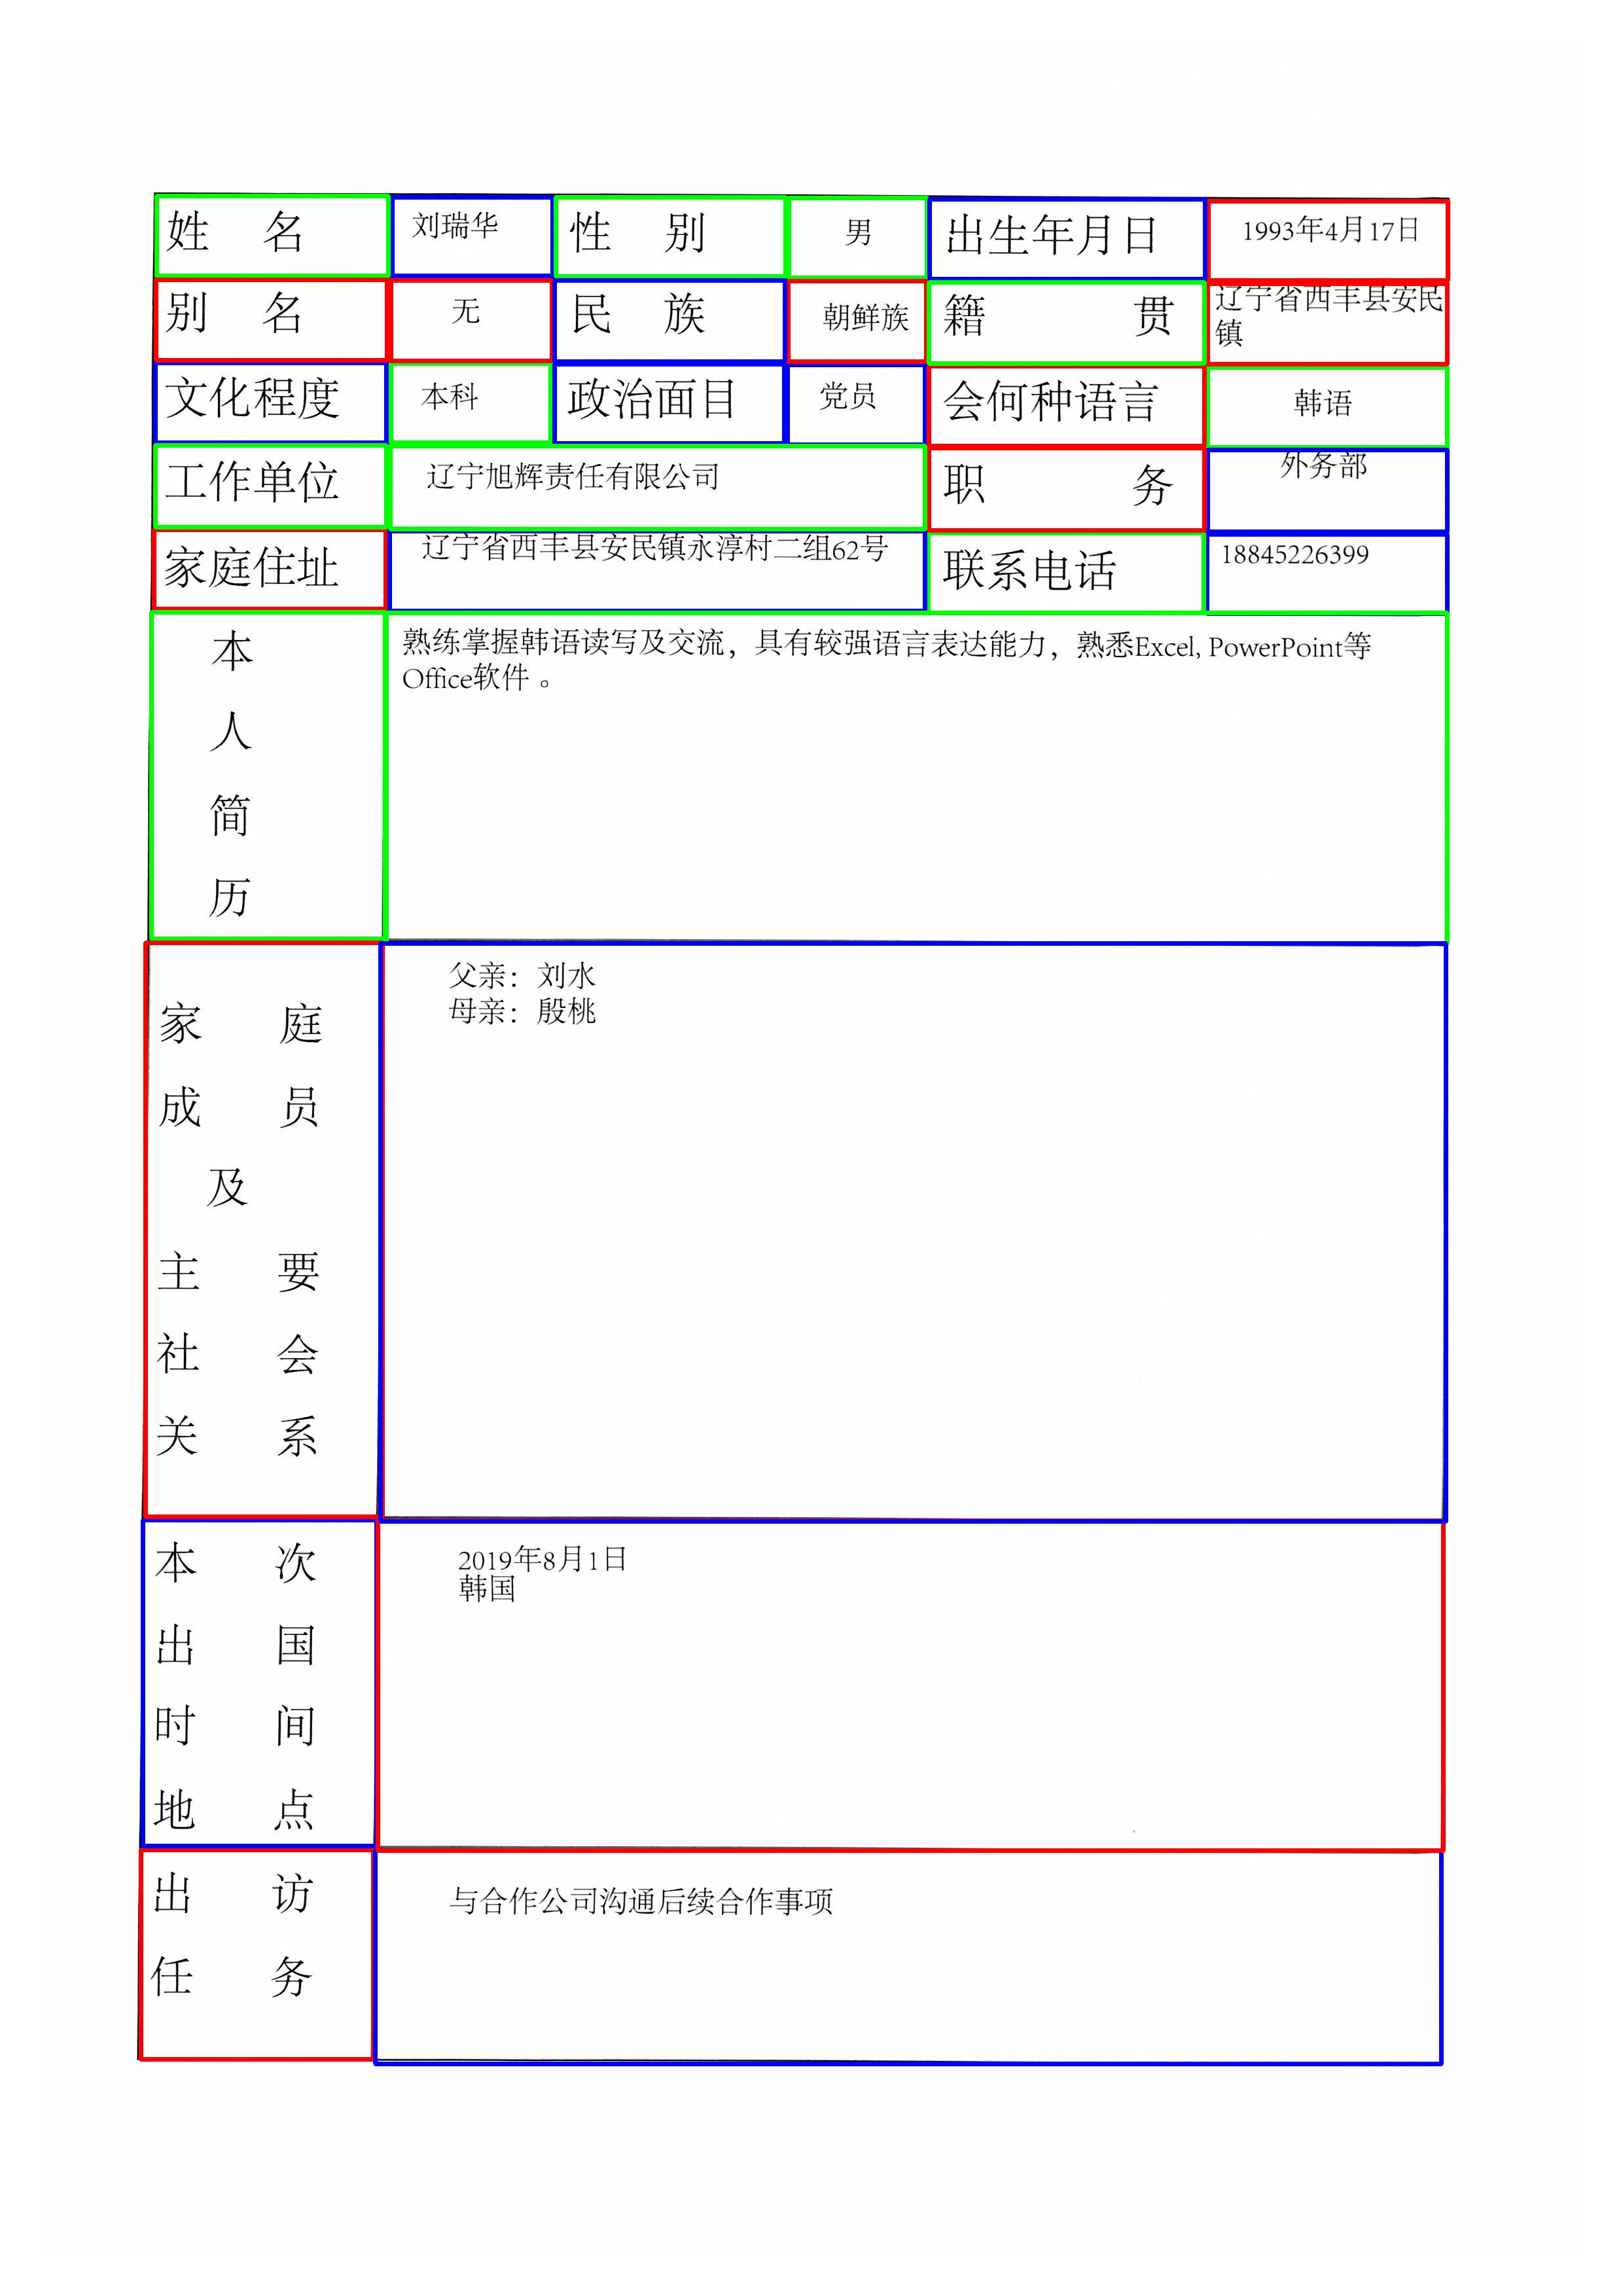 姓 名 刘瑞华 性 别 男 出生年月日 1993年4月17日
别 名 无 民 族 朝鲜族 籍 贯 辽宁省西丰县安民
镇
文化程度 本科 政治面目 党员 会何种语言 韩语
工作单位 辽宁旭辉责任有限公司 职 务 外务部
家庭住址 辽宁省西丰县安民镇永淳村二组62号 联系电话 18845226399
本
人
简
历
熟练掌握韩语读写及交流，具有较强语言表达能力，熟悉Excel, PowerPoint等
Office软件。
家 庭
成 员
及
主 要
社 会
关 系
父亲：刘水
母亲：殷桃
本 次
出 国
时 间
地 点
2019年8月1日
韩国
出 访
任 务
与合作公司沟通后续合作事项